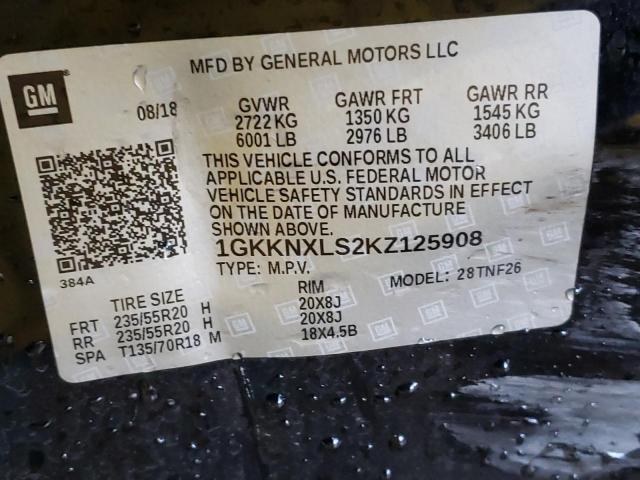 MFD BY GENERAL MOTORS LLC
GM
08/18
GVWR GAWR FRT GAWR RR
2722 KG 1350 KG 1545 KG
6001 LB 2976 LB 3406 LB
THIS VEHICLE CONFORMS TO ALL
APPLICABLE U.S. FEDERAL MOTOR
VEHICLE SAFETY STANDARDS IN EFFECT
ON THE DATE OF MANUFACTURE
SHOWN ABOVE.
1GKKNXLS2KZ125908
384A
TYPE: M.P.V. MODEL: 28TNF26
TIRE SIZE RIM
FRT 235/55R20 H 20X8J
RR 235/55R20 H 20X8J
SPA T135/70R18 M 18X4.5B